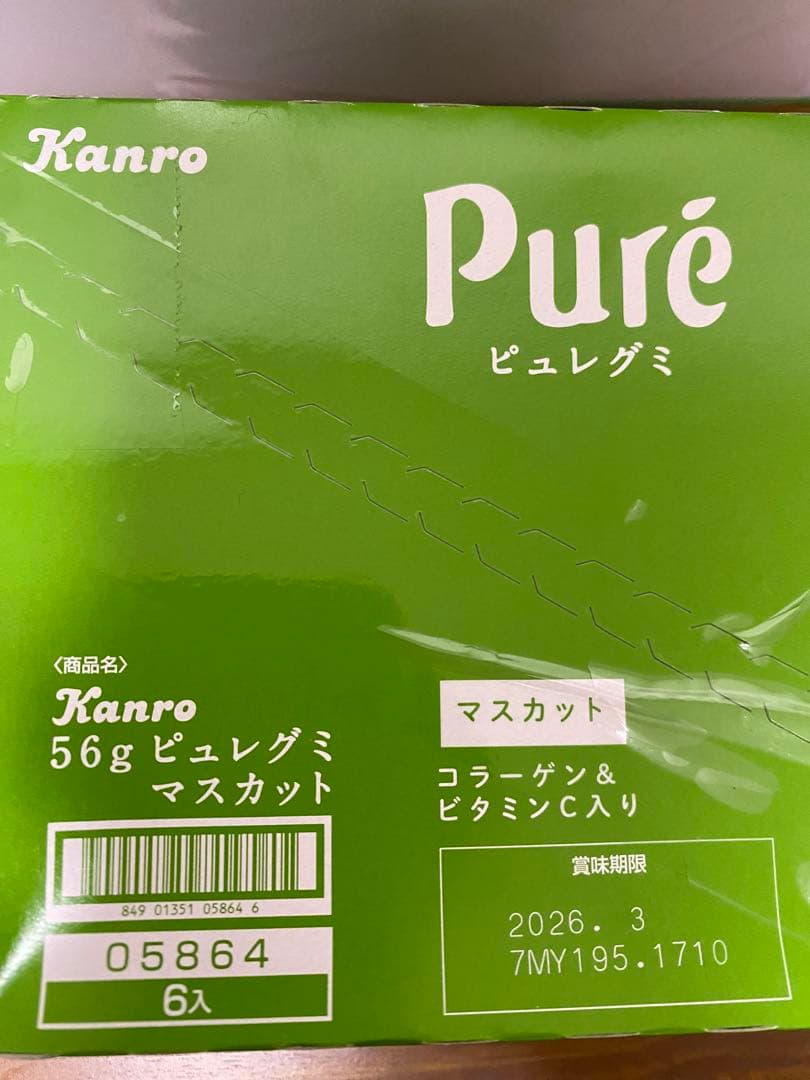 Kanro
Puré
ピュレグミ
〈商品名〉
Kanro
56g ピュレグミ
マスカット
849 01351 05864 6
05864
6入
マスカット
コラーゲン&
ビタミンC入り
賞味期限
2026. 3
7MY195.1710